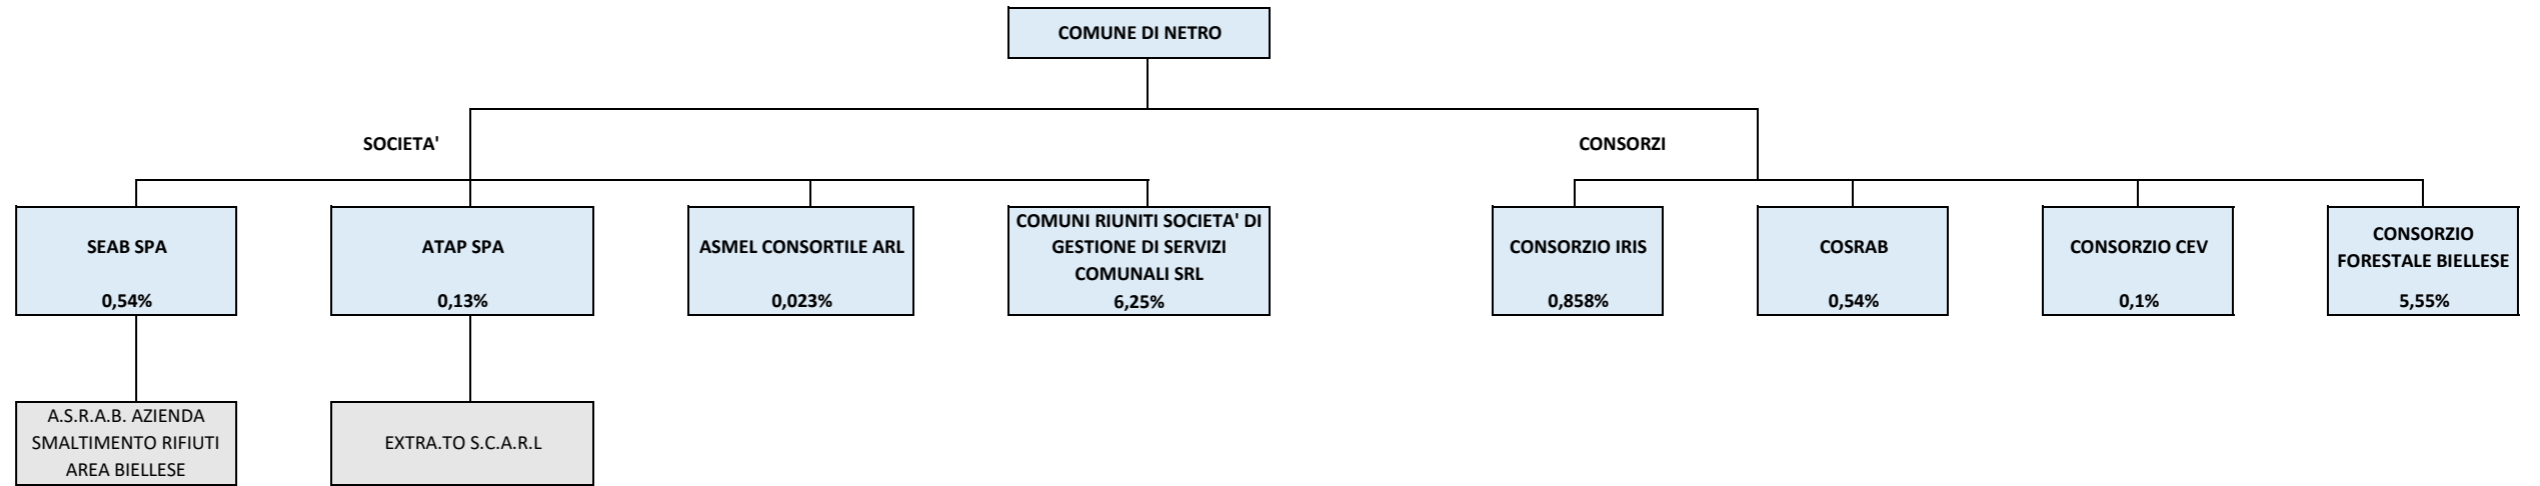 COMUNE DI NETRO
SOCIETA'
CONSORZI
SEAB SPA
0,54%
ATAP SPA
0,13%
ASMEL CONSORTILE ARL
0,023%
COMUNI RIUNITI SOCIETA' DI
GESTIONE DI SERVIZI
COMUNALI SRL
6,25%
CONSORZIO IRIS
0,858%
COSRAB
0,54%
CONSORZIO CEV
0,1%
CONSORZIO
FORESTALE BIELLESE
5,55%
A.S.R.A.B. AZIENDA
SMALTIMENTO RIFIUTI
AREA BIELLESE
EXTRA.TO S.C.A.R.L